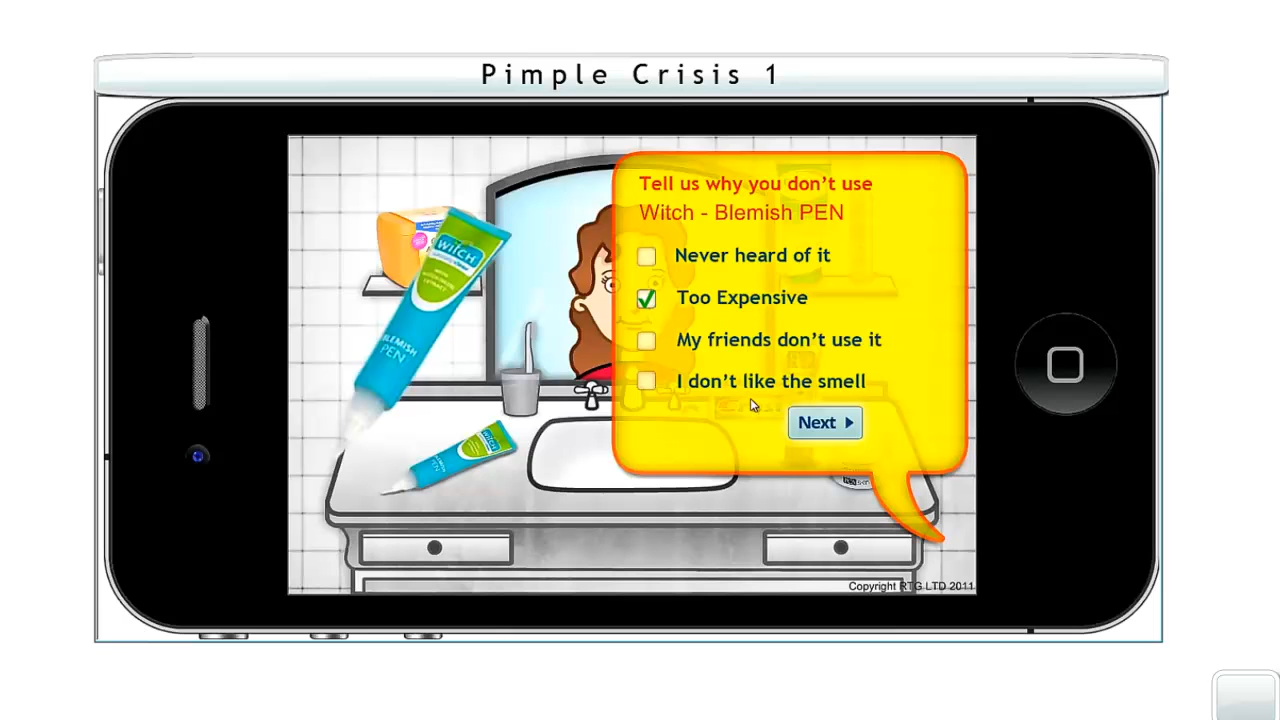 Pimple Crisis 1
Tell us why you don't use
Witch - Blemish PEN
Never heard of it
Too Expensive
My friends don't use it
I don't like the smell
Next
WITCH
BLEMISH
PEN
WITCH
Copyright RTG LTD 2011